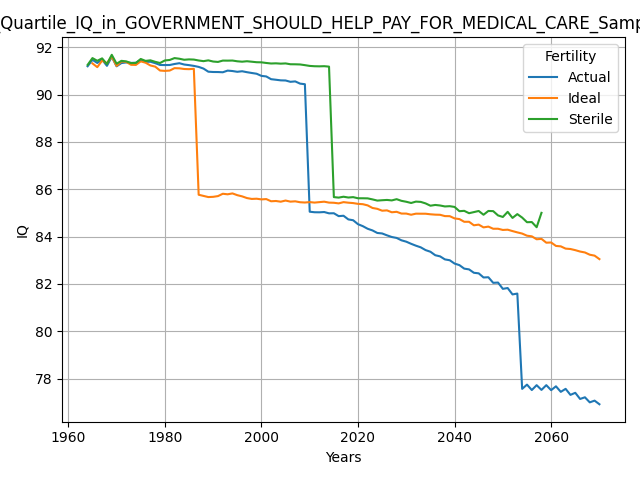 _Quartile_IQ_in_GOVERNMENT_SHOULD_HELP_PAY_FOR_MEDICAL_CARE_Samp
92
90
88
86
84
82
80
78
IQ
Fertility
Actual
Ideal
Sterile
1960
1980
2000
2020
2040
2060
Years